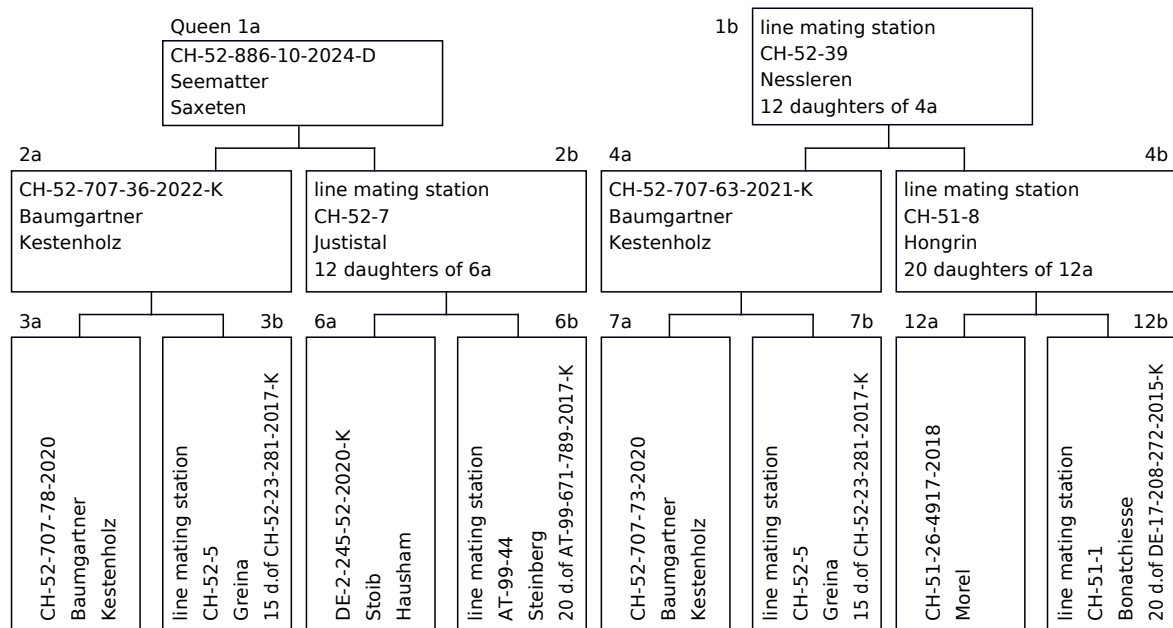 Queen 1a
CH-52-886-10-2024-D
Seematter
Saxeten
1b
line mating station
CH-52-39
Nessleren
12 daughters of 4a
2a
CH-52-707-36-2022-K
Baumgartner
Kestenholz
2b
line mating station
CH-52-7
Justistal
12 daughters of 6a
4a
CH-52-707-63-2021-K
Baumgartner
Kestenholz
4b
line mating station
CH-51-8
Hongrin
20 daughters of 12a
3a
CH-52-707-78-2020
Baumgartner
Kestenholz
3b
line mating station
CH-52-5
Greina
15 d.of CH-52-23-281-2017-K
6a
DE-2-245-52-2020-K
Stoib
Hausham
6b
line mating station
AT-99-44
Steinberg
20 d.of AT-99-671-789-2017-K
7a
CH-52-707-73-2020
Baumgartner
Kestenholz
7b
line mating station
CH-52-5
Greina
15 d.of CH-52-23-281-2017-K
12a
CH-51-26-4917-2018
Morel
12b
line mating station
CH-51-1
Bonatchiesse
20 d.of DE-17-208-272-2015-K